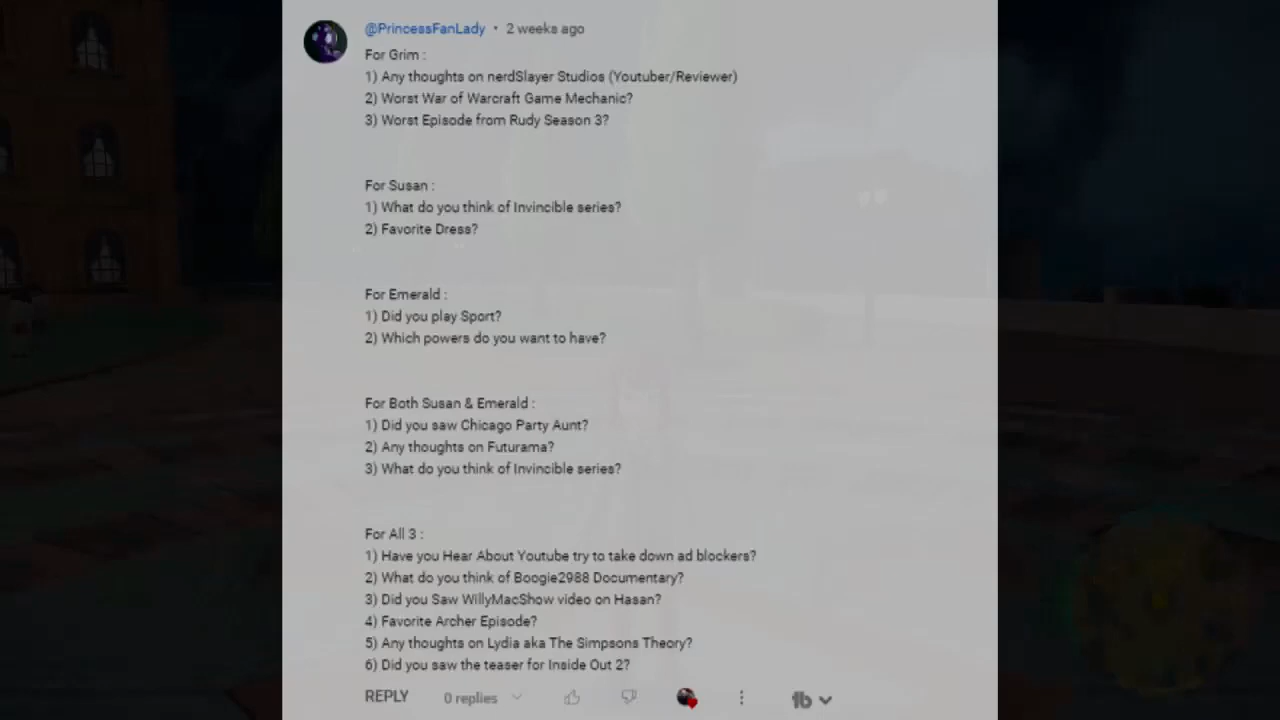 @PrincessFanLady • 2 weeks ago
For Grim :
1) Any thoughts on nerdSlayer Studios (Youtuber/Reviewer)
2) Worst War of Warcraft Game Mechanic?
3) Worst Episode from Rudy Season 3?
For Susan :
1) What do you think of Invincible series?
2) Favorite Dress?
For Emerald :
1) Did you play Sport?
2) Which powers do you want to have?
For Both Susan & Emerald :
1) Did you saw Chicago Party Aunt?
2) Any thoughts on Futurama?
3) What do you think of Invincible series?
For All 3 :
1) Have you Hear About Youtube try to take down ad blockers?
2) What do you think of Boogie2988 Documentary?
3) Did you Saw WillyMacShow video on Hasan?
4) Favorite Archer Episode?
5) Any thoughts on Lydia aka The Simpsons Theory?
6) Did you saw the teaser for Inside Out 2?
REPLY 0 replies